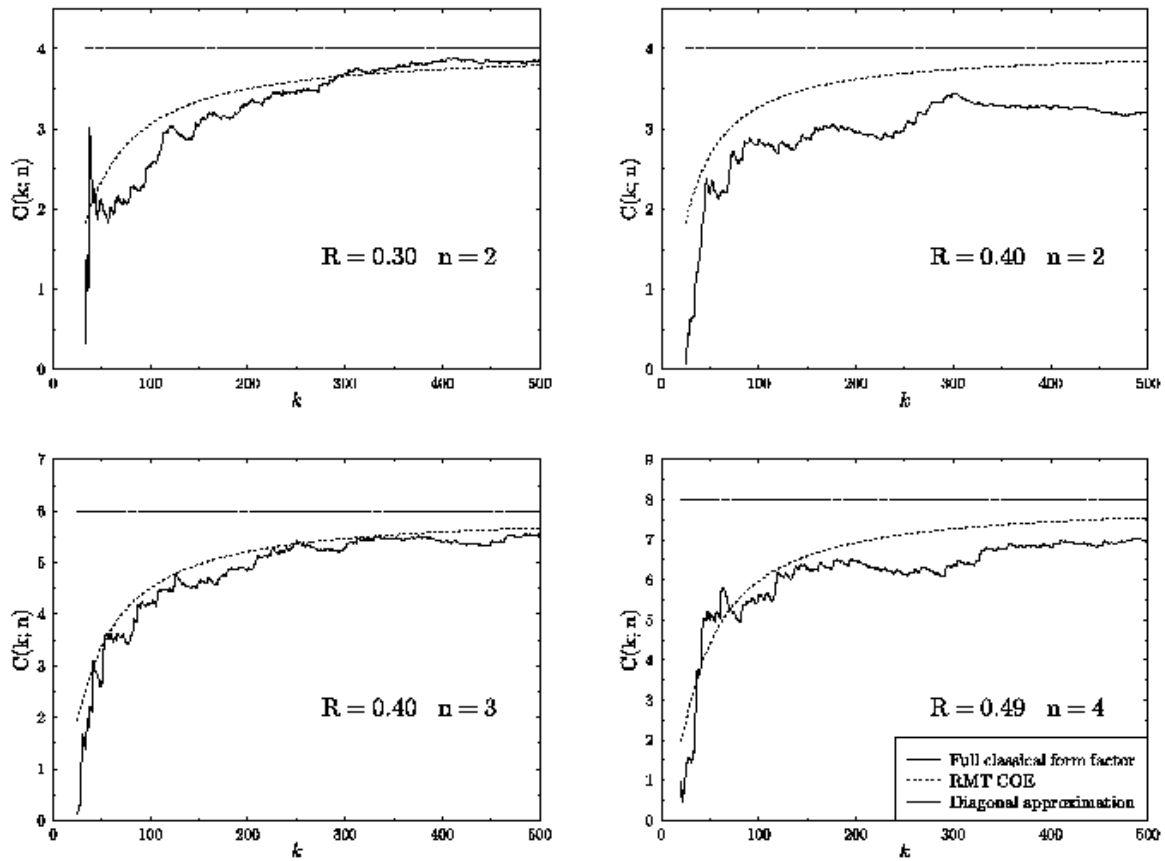 4
3
2
1
0
C(k; n)
R = 0.30 n = 2
0 100 200 300 400 500
k
4
3
2
1
0
C(k; n)
R = 0.40 n = 2
0 100 200 300 400 500
k
7
6
5
4
3
2
1
0
C(k; n)
R = 0.40 n = 3
0 100 200 300 400 500
k
9
8
7
6
5
4
3
2
1
0
C(k; n)
R = 0.49 n = 4
Full classical form factor
RMT COE
Diagonal approximation
0 100 200 300 400 500
k